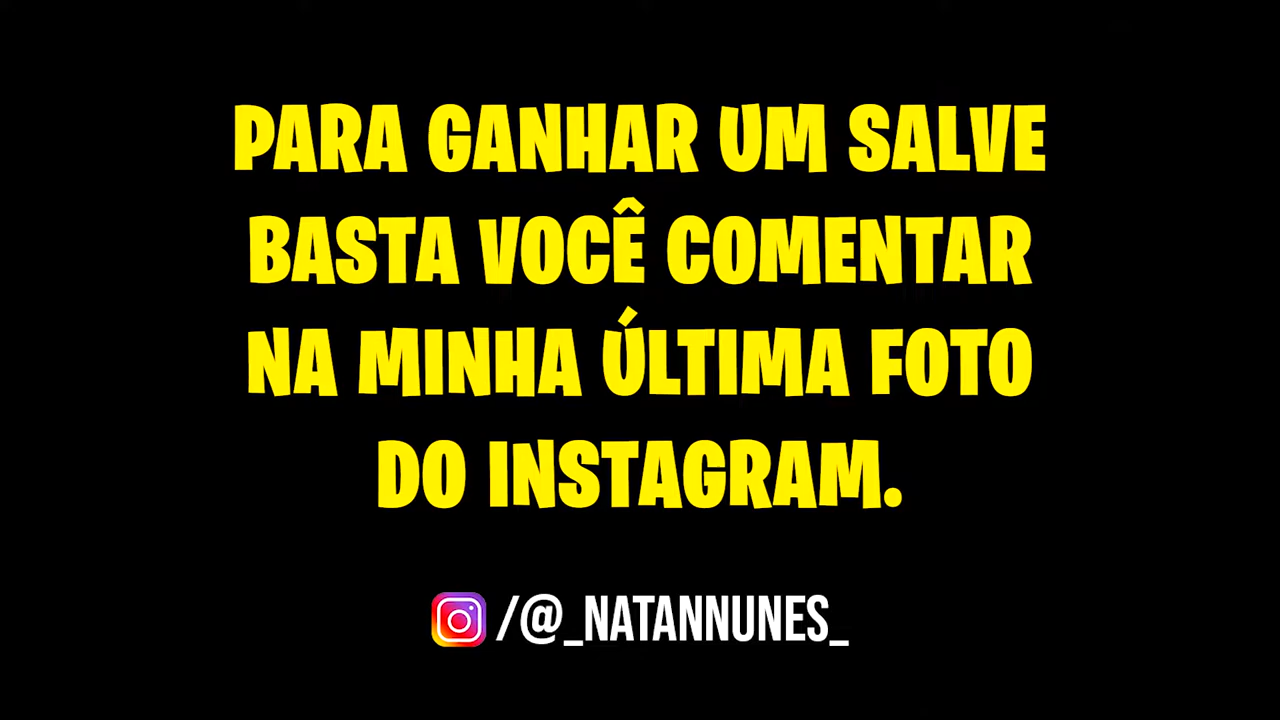 PARA GANHAR UM SALVE
BASTA VOCÊ COMENTAR
NA MINHA ÚLTIMA FOTO
DO INSTAGRAM.
/@_NATANNUNES_